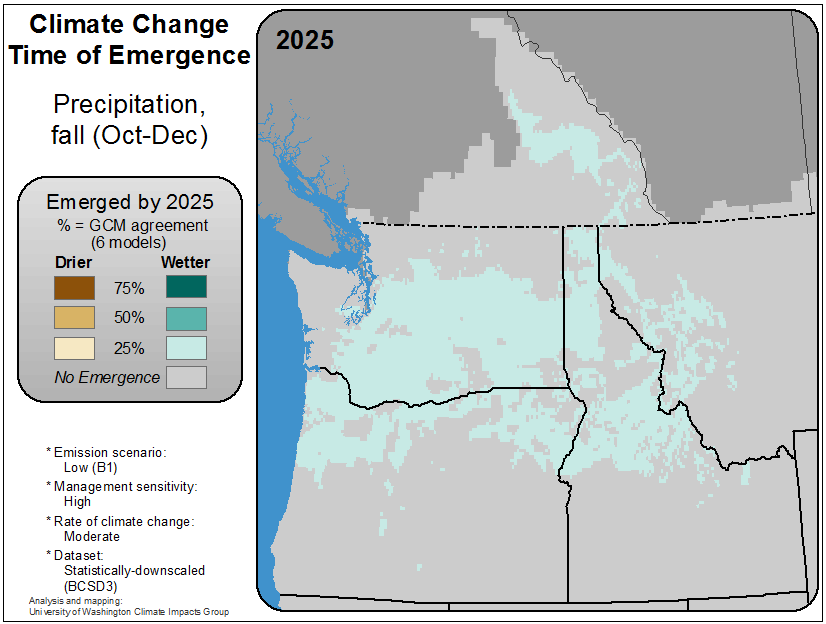 Climate Change
Time of Emergence
Precipitation,
fall (Oct-Dec)
Emerged by 2025
% = GCM agreement
(6 models)
Drier Wetter
75%
50%
25%
No Emergence
* Emission scenario:
Low (B1)
* Management sensitivity:
High
* Rate of climate change:
Moderate
* Dataset:
Statistically-downscaled
(BCSD3)
Analysis and mapping:
University of Washington Climate Impacts Group
2025